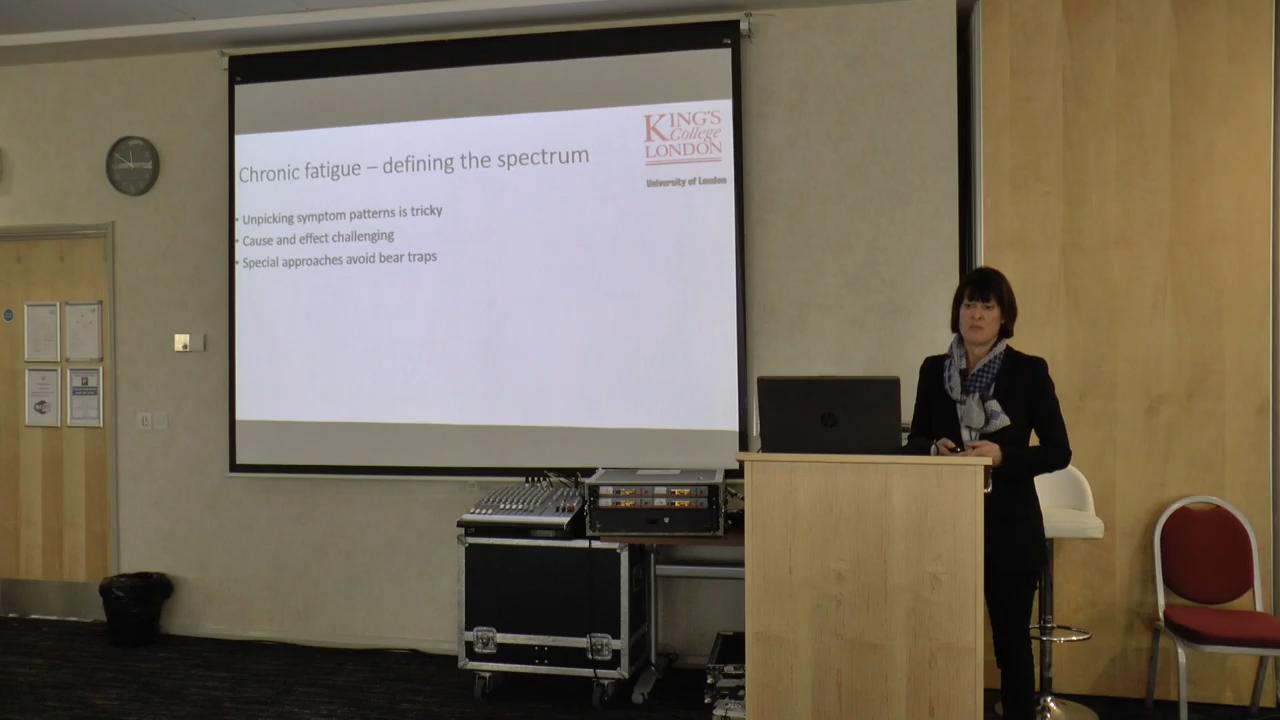 KING'S
College
LONDON
University of London
Chronic fatigue – defining the spectrum
• Unpicking symptom patterns is tricky
• Cause and effect challenging
• Special approaches avoid bear traps
hp